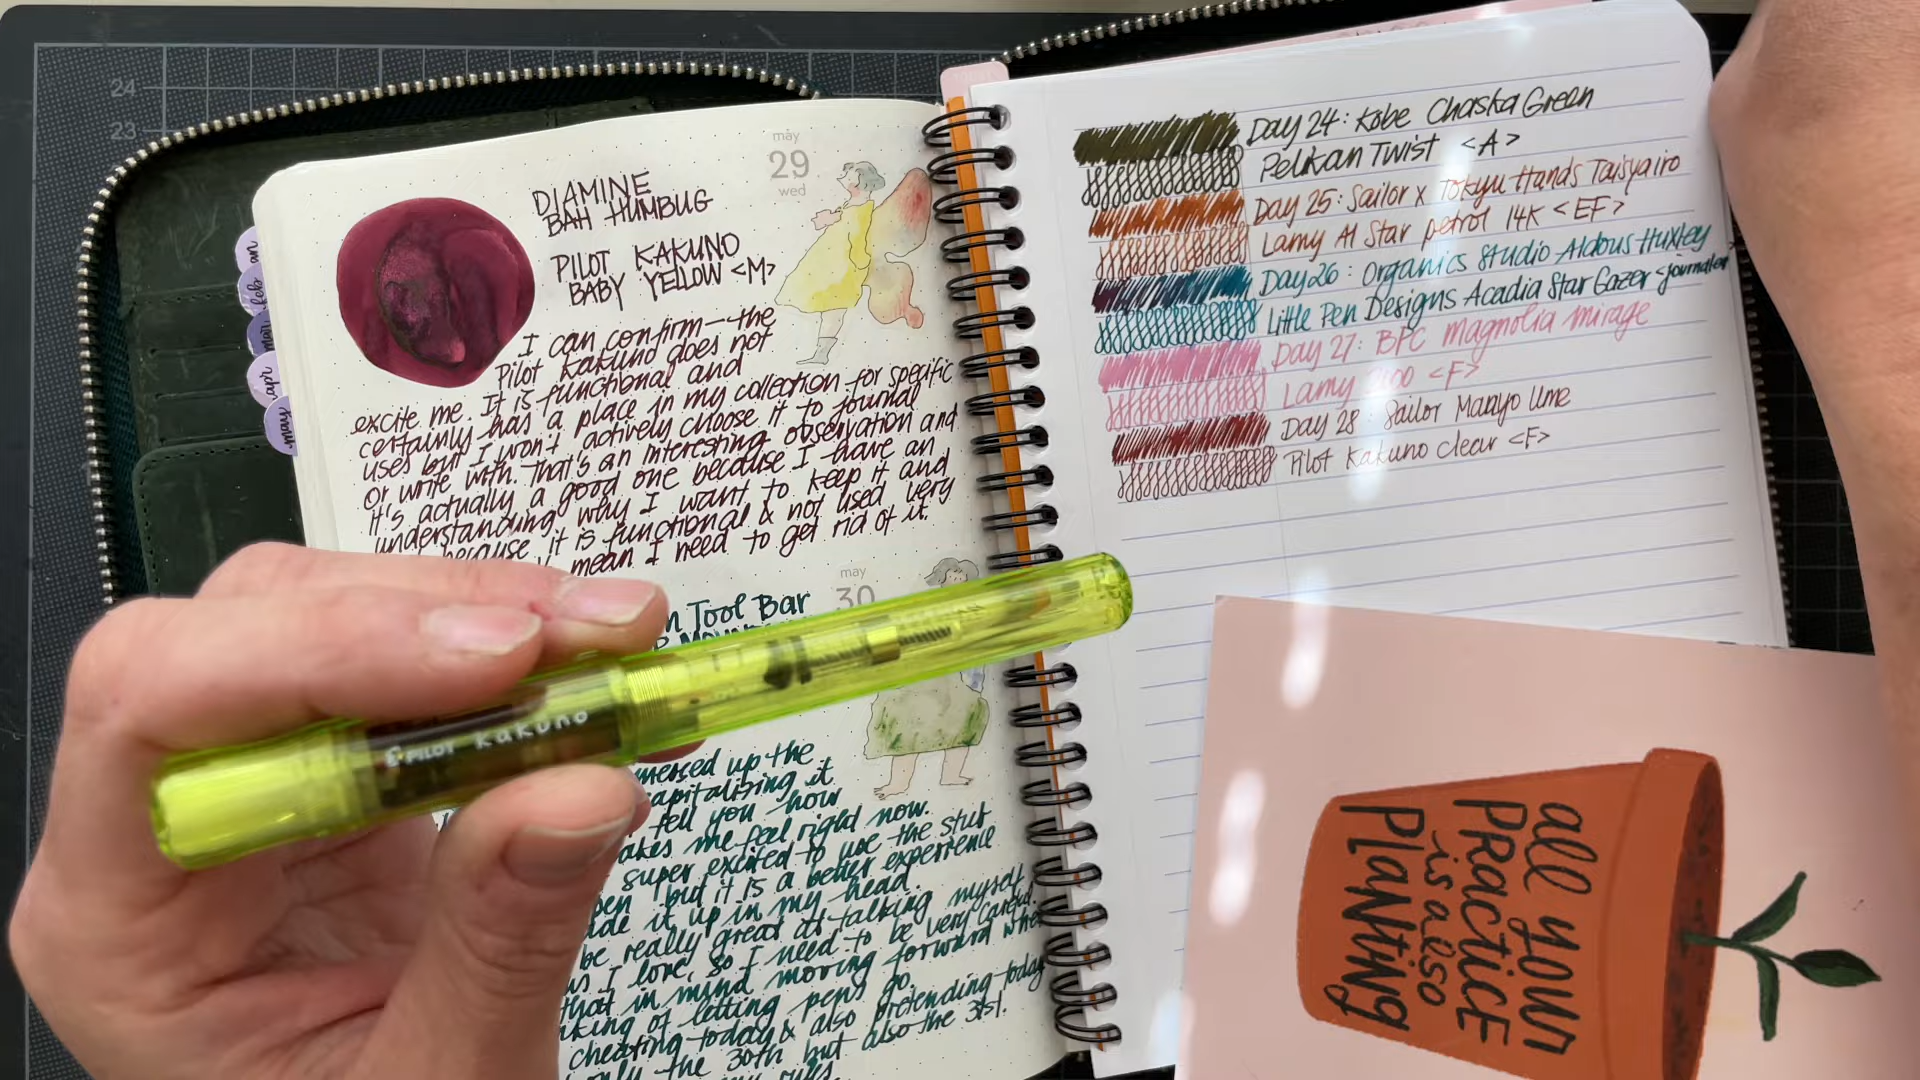 24
23
may
29
wed
DIAMINE
BAH HUMBUG
PILOT KAKUNO
BABY YELLOW <M>
I can confirm—the
Pilot Kakuno does not
excite me. It is functional and
certainly has a place in my collection for specific
uses but I won't actively choose it to journal
or write with. That's an interesting observation and
it's actually a good one because I have an
understanding why I want to keep it and
because it is functional & not used very
mean I need to get rid of it.
may
30
Tool Bar
up the
capitalising it
tell you how
makes me feel right now.
super excited to use the stub
pen but it is a better experience
it up in my head.
be really great at talking myself
I love, so I need to be very careful
that in mind moving forward when
of letting pens go.
cheating today & also pretending today
only the 30th but also the 31st.
jan
feb
mar
apr
may
Day 24: Kobe Chaska Green
Pelikan Twist <A>
Day 25: Sailor x Tokyu Hands Taisyairo
Lamy Al Star petrol 14K <EF>
Day 26: Organics Studio Aldous Huxley
Little Pen Designs Acadia Star Gazer <journaler>
Day 27: BPC Magnolia Mirage
Lamy <F>
Day 28: Sailor Manyo Ume
Pilot Kakuno clear <F>
PILOT kakuno
all your
PRACTICE
is also
PLANTING